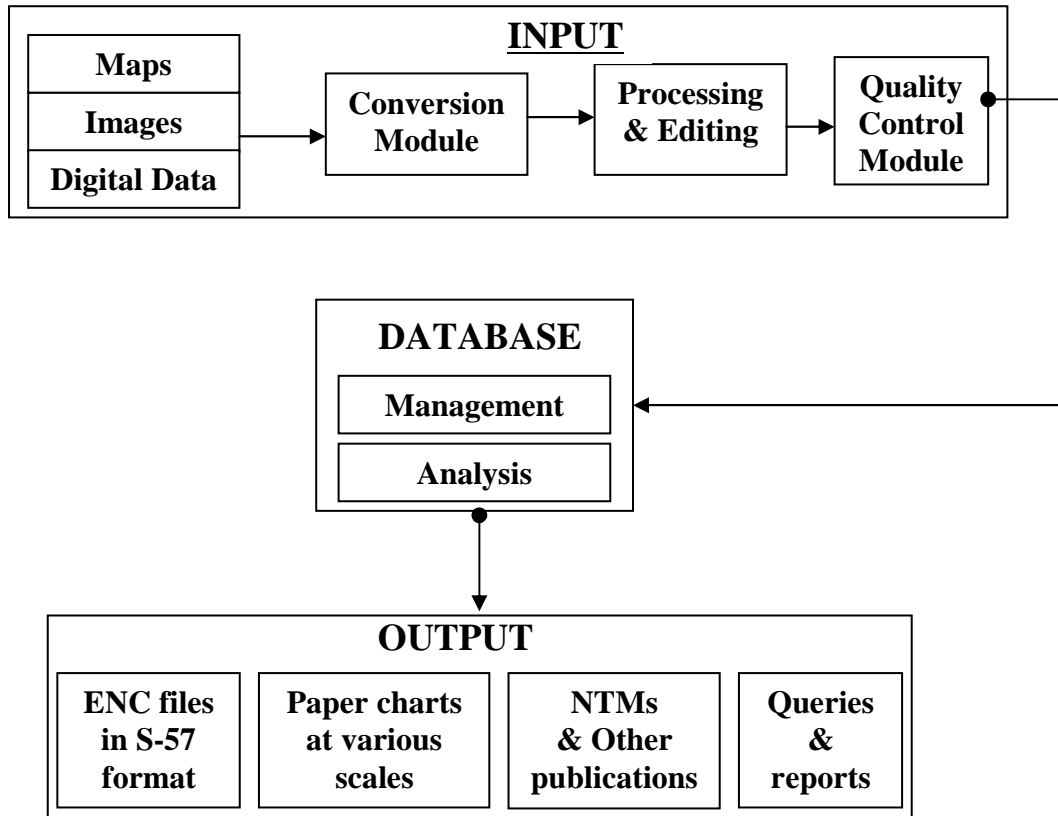 INPUT
Maps
Images
Digital Data
Conversion
Module
Processing
& Editing
Quality
Control
Module
DATABASE
Management
Analysis
OUTPUT
ENC files
in S-57
format
Paper charts
at various
scales
NTMs
& Other
publications
Queries
&
reports